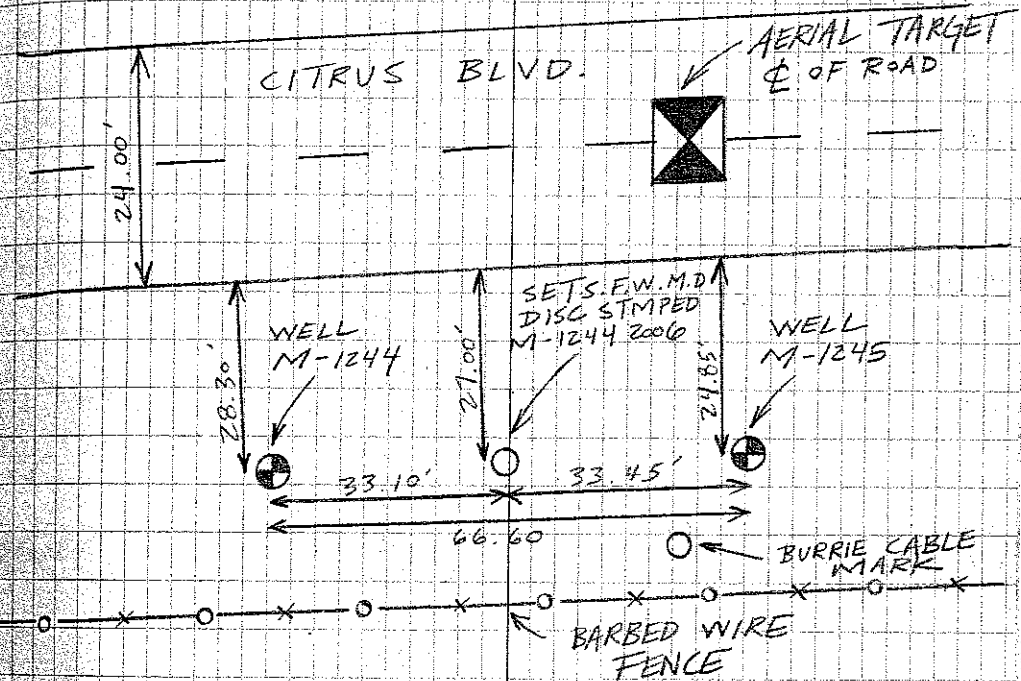 AERIAL TARGET
℄ OF ROAD
CITRUS BLVD.
24.00'
SET S.F.W.M.D
DISC STMPED
M-1244 2006
WELL
M-1244
WELL
M-1245
28.30'
27.00'
24.85'
33.10'
33.45'
66.60
BURRIE CABLE
MARK
BARBED WIRE
FENCE